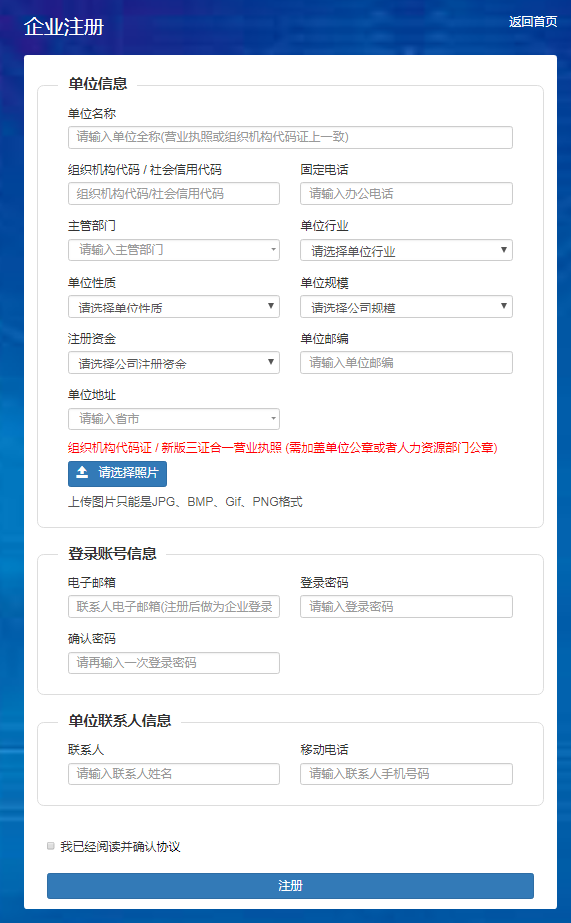 企业注册
返回首页
单位信息
单位名称
请输入单位全称(营业执照或组织机构代码证上一致)
组织机构代码 / 社会信用代码
固定电话
组织机构代码/社会信用代码
请输入办公电话
主管部门
单位行业
请输入主管部门
请选择单位行业
单位性质
单位规模
请选择单位性质
请选择公司规模
注册资金
单位邮编
请选择公司注册资金
请输入单位邮编
单位地址
请输入省市
组织机构代码证 / 新版三证合一营业执照 (需加盖单位公章或者人力资源部门公章)
请选择照片
上传图片只能是JPG、BMP、Gif、PNG格式
登录账号信息
电子邮箱
登录密码
联系人电子邮箱(注册后做为企业登录
请输入登录密码
确认密码
请再输入一次登录密码
单位联系人信息
联系人
移动电话
请输入联系人姓名
请输入联系人手机号码
我已经阅读并确认协议
注册